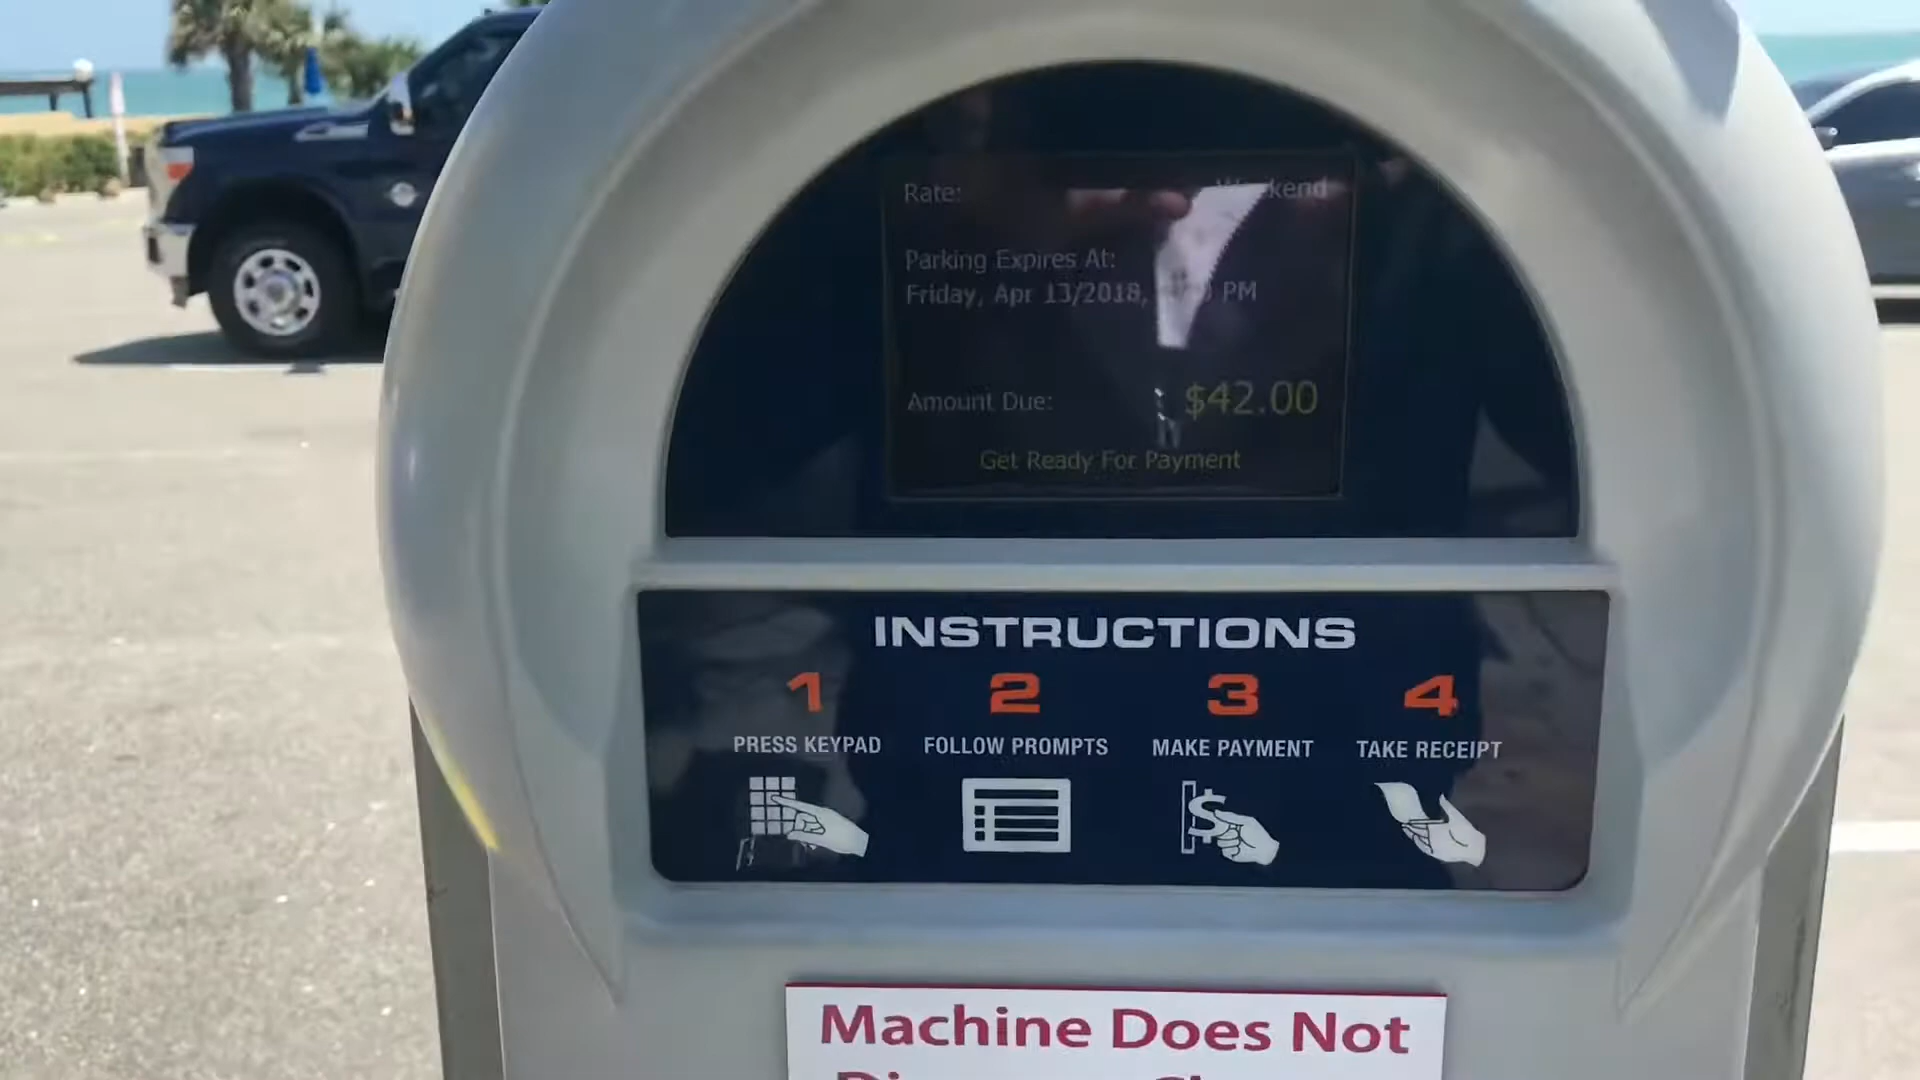 Rate:
Parking Expires At:
Friday, Apr 13/2018, PM
Amount Due: $42.00
Get Ready For Payment
INSTRUCTIONS
1 2 3 4
PRESS KEYPAD FOLLOW PROMPTS MAKE PAYMENT TAKE RECEIPT
Machine Does Not